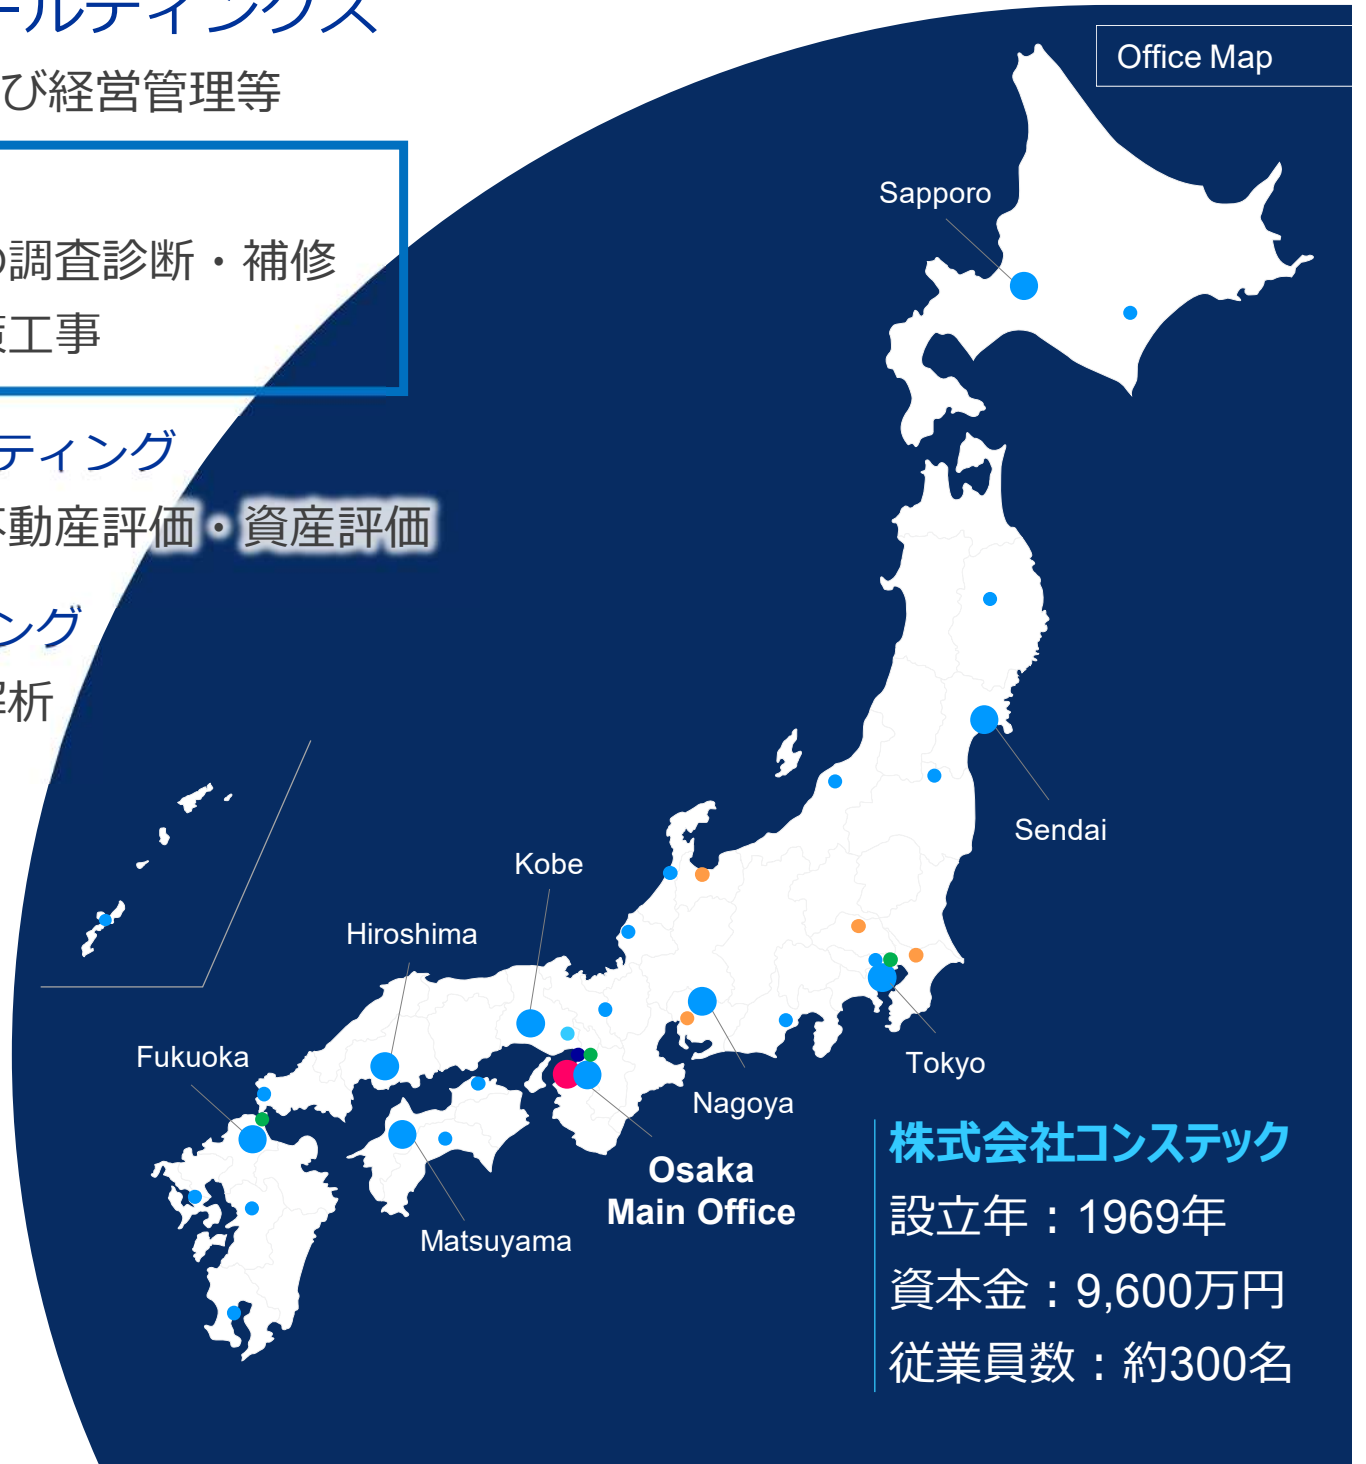 ールディングス
び経営管理等
の調査診断・補修
策工事
ティング
不動産評価・資産評価
ング
解析
Office Map
Sapporo
Sendai
Kobe
Hiroshima
Fukuoka
Tokyo
Nagoya
Osaka
Main Office
Matsuyama
株式会社コンステック
設立年：1969年
資本金：9,600万円
従業員数：約300名